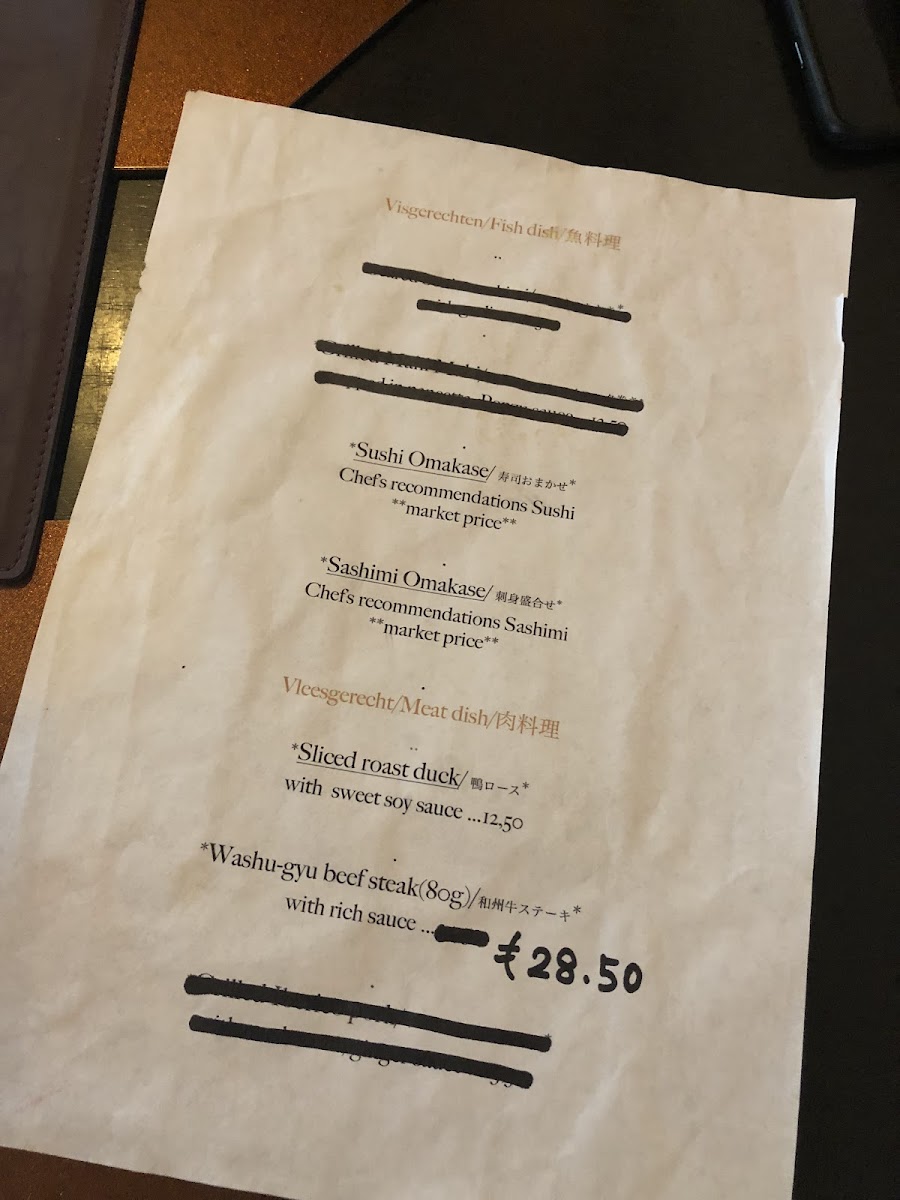 Visgerechten/Fish dish/魚料理
*Sushi Omakase/ 寿司おまかせ*
Chef's recommendations Sushi
**market price**
*Sashimi Omakase/ 刺身盛合せ*
Chef's recommendations Sashimi
**market price**
Vleesgerecht/Meat dish/肉料理
*Sliced roast duck/ 鴨ロース*
with sweet soy sauce ...12,50
*Washu-gyu beef steak(80g)/和州牛ステーキ*
with rich sauce ...
€28.50